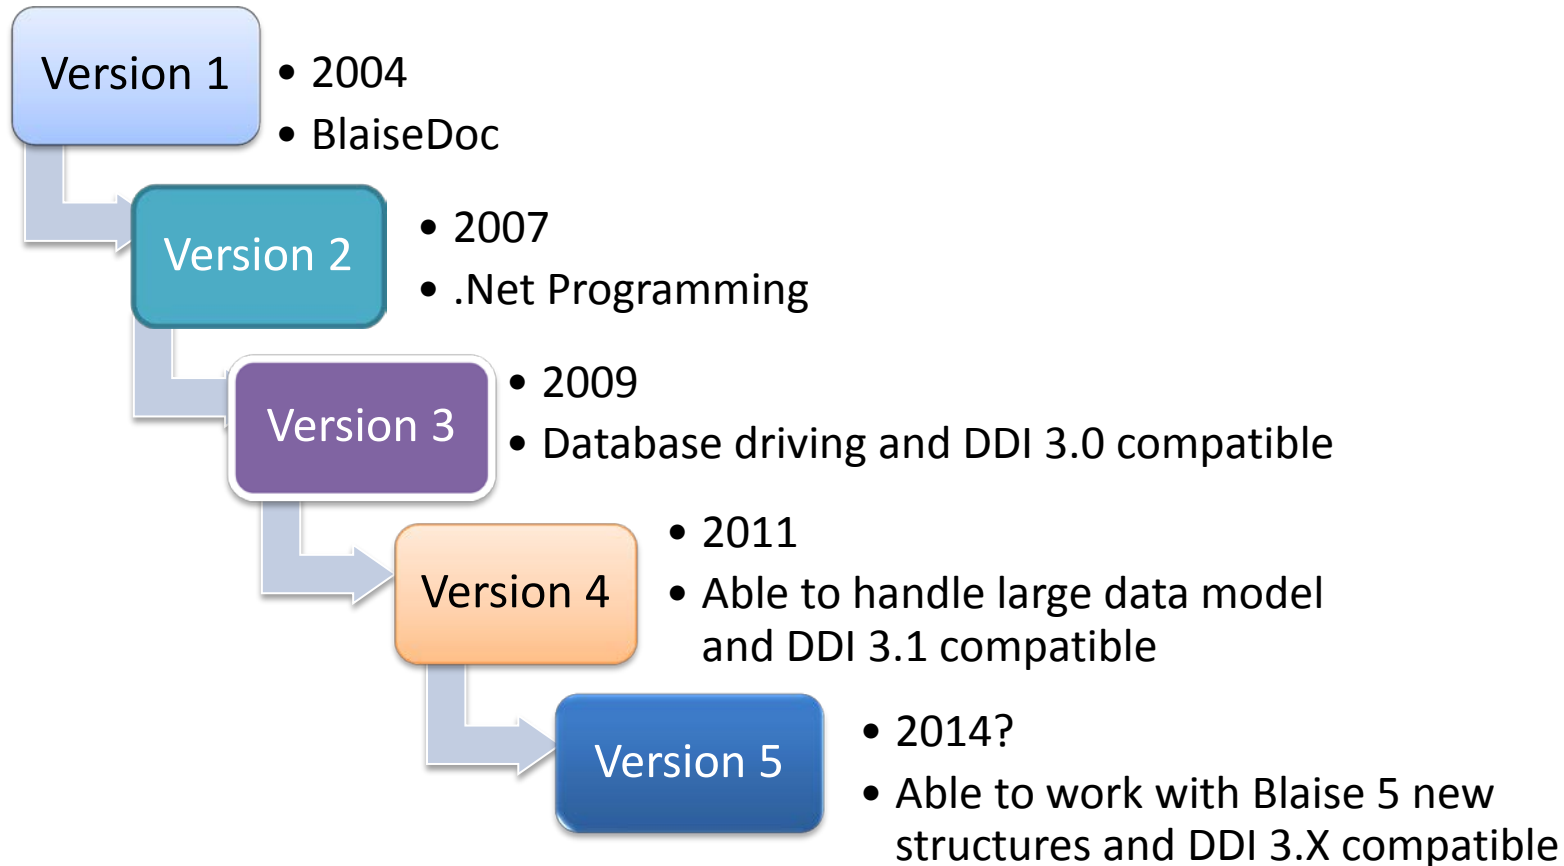 Version 1
• 2004
• BlaiseDoc
Version 2
• 2007
• .Net Programming
Version 3
• 2009
• Database driving and DDI 3.0 compatible
Version 4
• 2011
• Able to handle large data model
and DDI 3.1 compatible
Version 5
• 2014?
• Able to work with Blaise 5 new
structures and DDI 3.X compatible